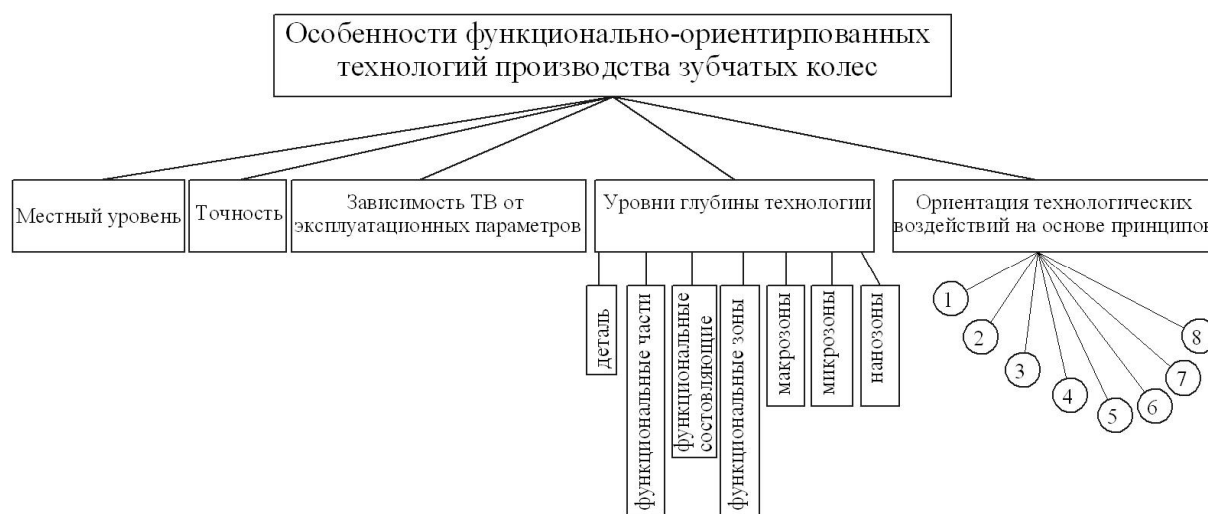 Особенности функционально-ориентирпованных
технологий производства зубчатых колес
Местный уровень
Точность
Зависимость ТВ от
эксплуатационных параметров
Уровни глубины технологии
Ориентация технологических
воздействий на основе принципов
деталь
функциональные части
функциональные
состовляющие
функциональные зоны
макрозоны
микрозоны
нанозоны
1
2
3
4
5
6
7
8